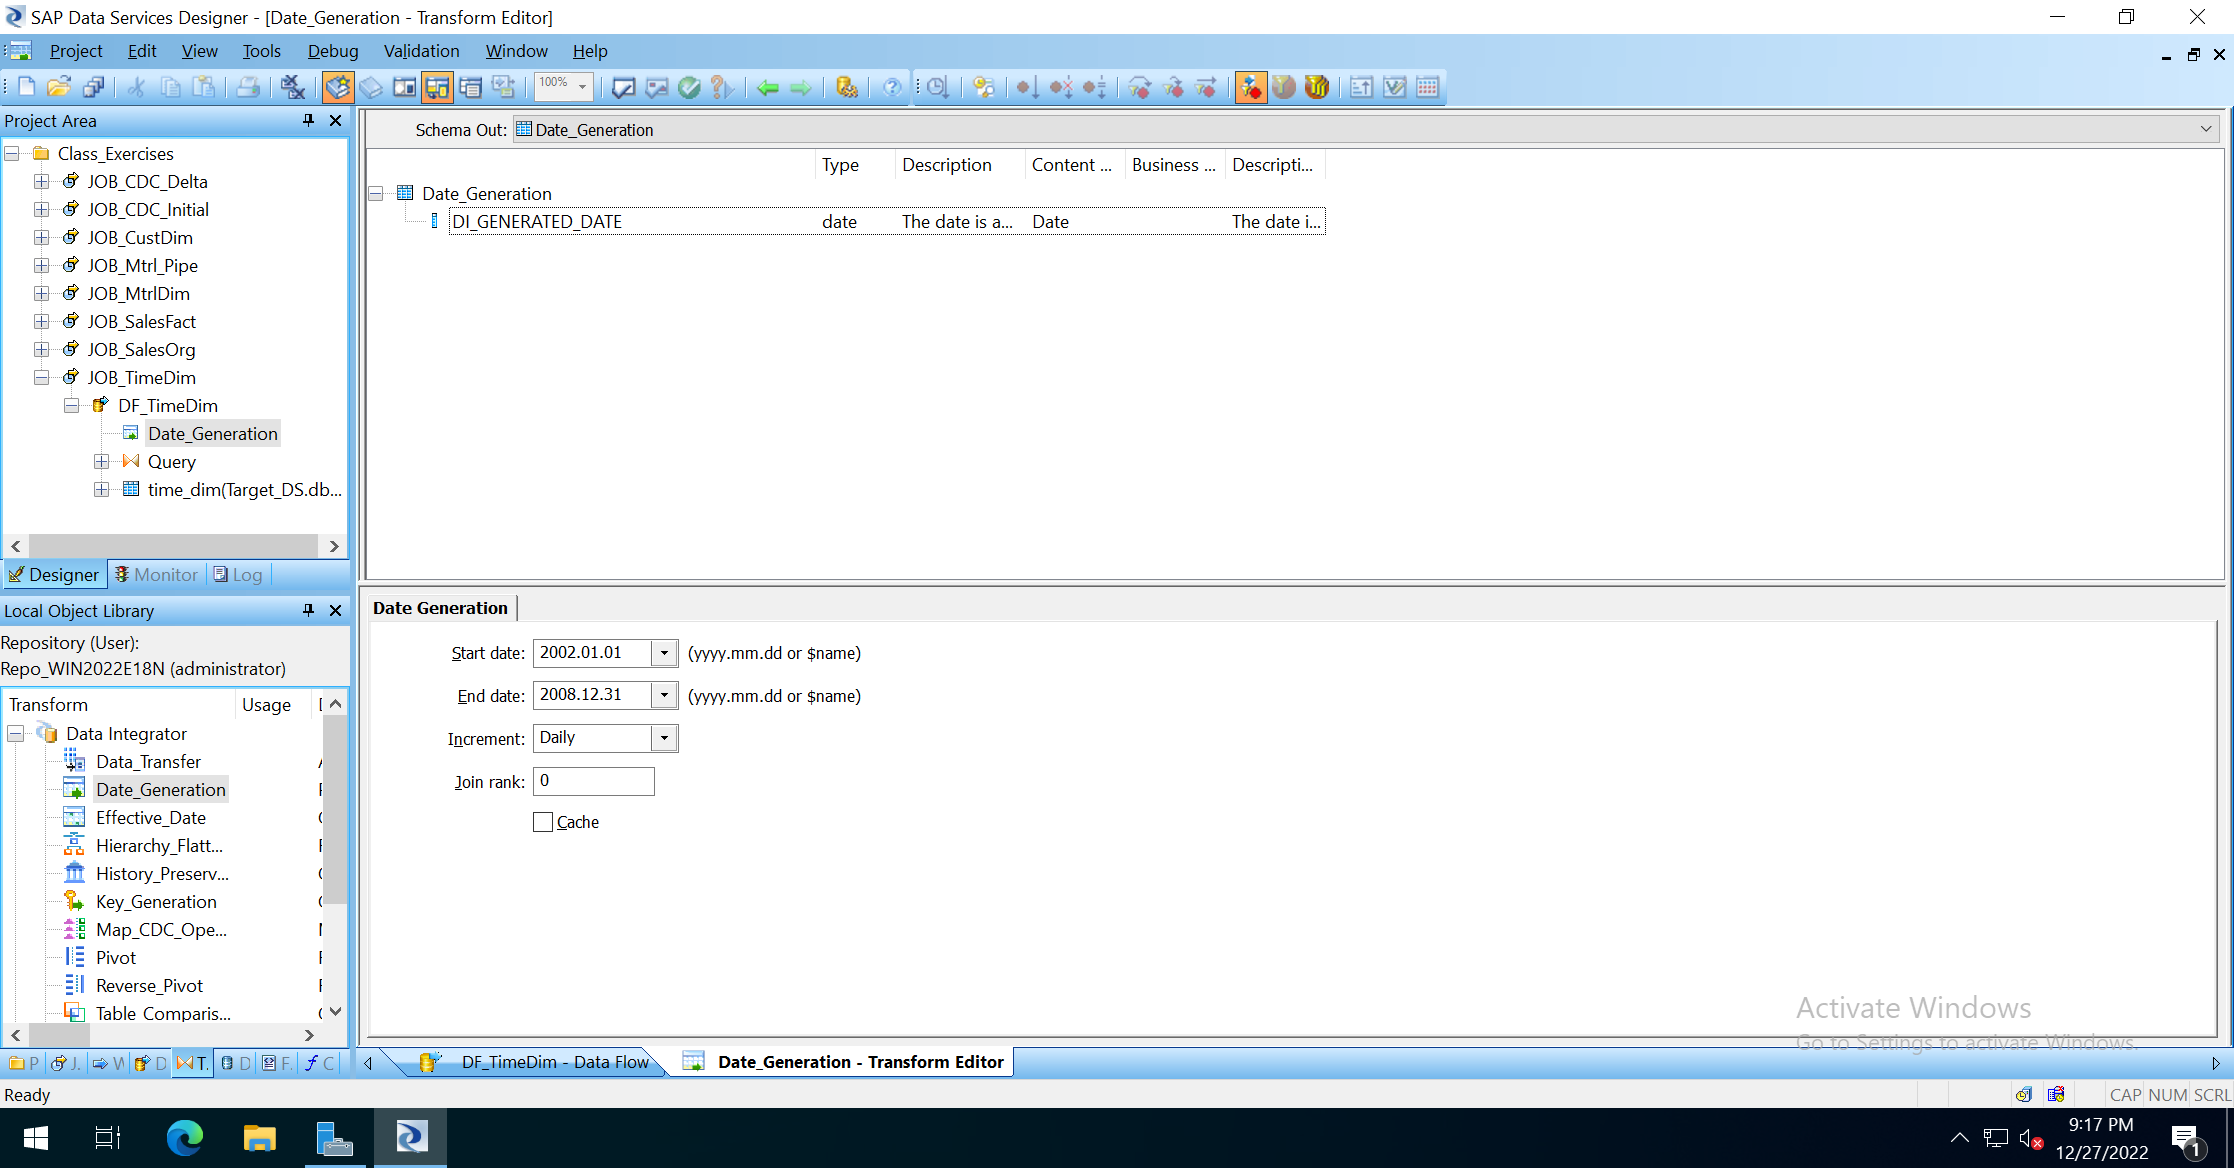 SAP Data Services Designer - [Date_Generation - Transform Editor]
Project Edit View Tools Debug Validation Window Help
100%
Project Area
Class_Exercises
JOB_CDC_Delta
JOB_CDC_Initial
JOB_CustDim
JOB_Mtrl_Pipe
JOB_MtrlDim
JOB_SalesFact
JOB_SalesOrg
JOB_TimeDim
DF_TimeDim
Date_Generation
Query
time_dim(Target_DS.db...
Designer Monitor Log
Schema Out: Date_Generation
Type Description Content ... Business ... Descripti...
Date_Generation
DI_GENERATED_DATE date The date is a... Date The date i...
Local Object Library
Repository (User):
Repo_WIN2022E18N (administrator)
Transform Usage
Data Integrator
Data_Transfer
Date_Generation
Effective_Date
Hierarchy_Flatt...
History_Preserv...
Key_Generation
Map_CDC_Ope...
Pivot
Reverse_Pivot
Table Comparis...
P J. W D T. D F. C
Date Generation
Start date: 2002.01.01 (yyyy.mm.dd or $name)
End date: 2008.12.31 (yyyy.mm.dd or $name)
Increment: Daily
Join rank: 0
Cache
Activate Windows
Go to Settings to activate Windows.
DF_TimeDim - Data Flow Date_Generation - Transform Editor
Ready CAP NUM SCRL
9:17 PM
12/27/2022
1